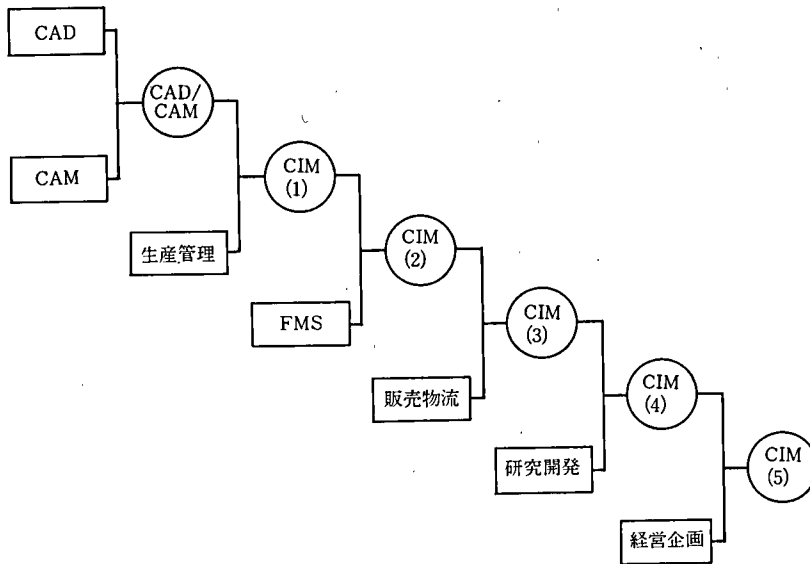 CAD
CAD/
CAM
CAM
CIM
(1)
生産管理
CIM
(2)
FMS
CIM
(3)
販売物流
CIM
(4)
研究開発
CIM
(5)
経営企画